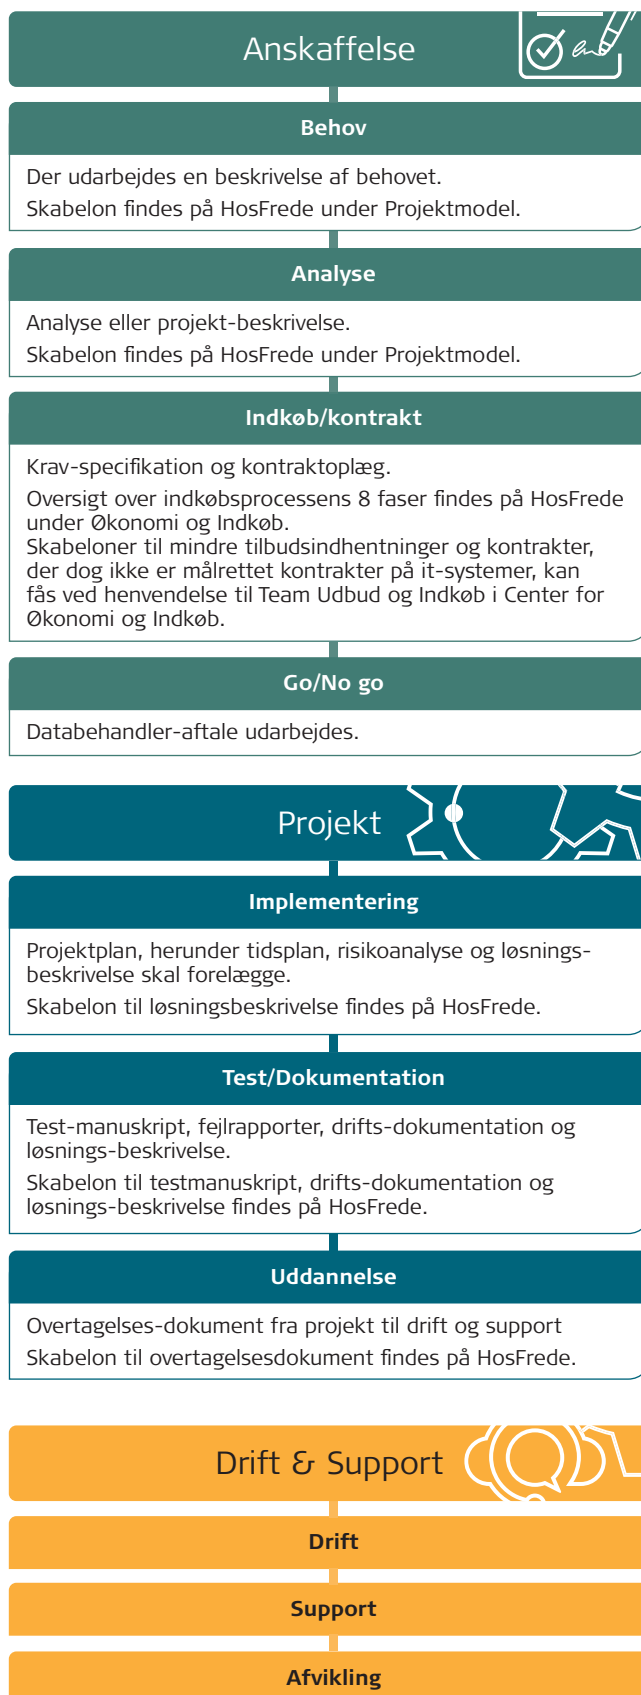 Anskaffelse
Behov
Der udarbejdes en beskrivelse af behovet.
Skabelon findes på HosFrede under Projektmodel.
Analyse
Analyse eller projekt-beskrivelse.
Skabelon findes på HosFrede under Projektmodel.
Indkøb/kontrakt
Krav-specifikation og kontraktoplæg.
Oversigt over indkøbsprocessens 8 faser findes på HosFrede
under Økonomi og Indkøb.
Skabeloner til mindre tilbudsindhentninger og kontrakter,
der dog ikke er målrettet kontrakter på it-systemer, kan
fås ved henvendelse til Team Udbud og Indkøb i Center for
Økonomi og Indkøb.
Go/No go
Databehandler-aftale udarbejdes.
Projekt
Implementering
Projektplan, herunder tidsplan, risikoanalyse og løsnings-
beskrivelse skal forelægge.
Skabelon til løsningsbeskrivelse findes på HosFrede.
Test/Dokumentation
Test-manuskript, fejlrapporter, drifts-dokumentation og
løsnings-beskrivelse.
Skabelon til testmanuskript, drifts-dokumentation og
løsnings-beskrivelse findes på HosFrede.
Uddannelse
Overtagelses-dokument fra projekt til drift og support
Skabelon til overtagelsesdokument findes på HosFrede.
Drift & Support
Drift
Support
Afvikling